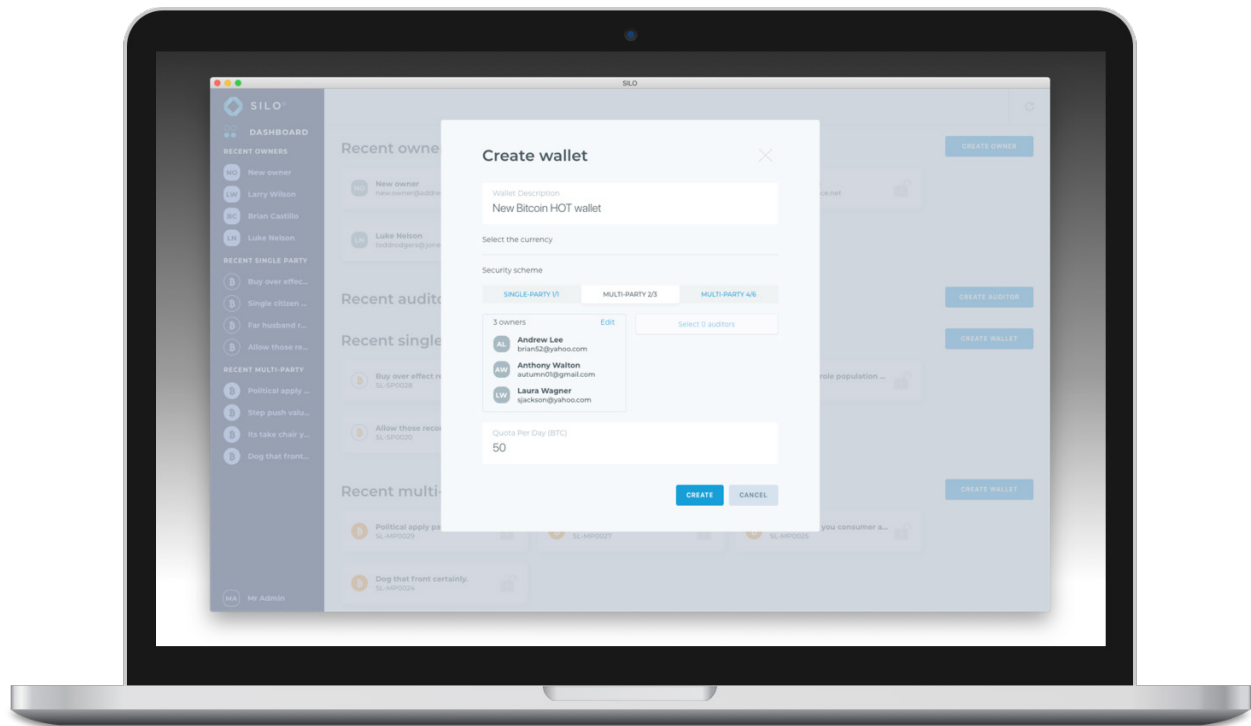 SILO
SILO
DASHBOARD
RECENT OWNERS
NO New owner
LW Larry Wilson
BC Brian Castillo
LN Luke Nelson
RECENT SINGLE PARTY
Buy over effec...
Single citizen ...
Far husband r...
Allow those re...
RECENT MULTI-PARTY
Political apply ...
Step push valu...
Its take chair y...
Dog that front...
MA Mr Admin
Recent owne
CREATE OWNER
NO New owner
LN Luke Nelson
Recent audito
CREATE AUDITOR
Recent single
CREATE WALLET
Buy over effect re
SL-SP0028
role population ...
Allow those reco
Recent multi-
CREATE WALLET
Political apply pa
SL-MP0029
SL-MP0027
you consumer a...
SL-MP0025
Dog that front certainly.
SL-MP0024
Create wallet
Wallet Description
New Bitcoin HOT wallet
Select the currency
Security scheme
SINGLE-PARTY 1/1 MULTI-PARTY 2/3 MULTI-PARTY 4/6
3 owners Edit
Select 0 auditors
AL Andrew Lee
brian52@yahoo.com
AW Anthony Walton
autumn01@gmail.com
LW Laura Wagner
sjackson@yahoo.com
Quota Per Day (BTC)
50
CREATE CANCEL